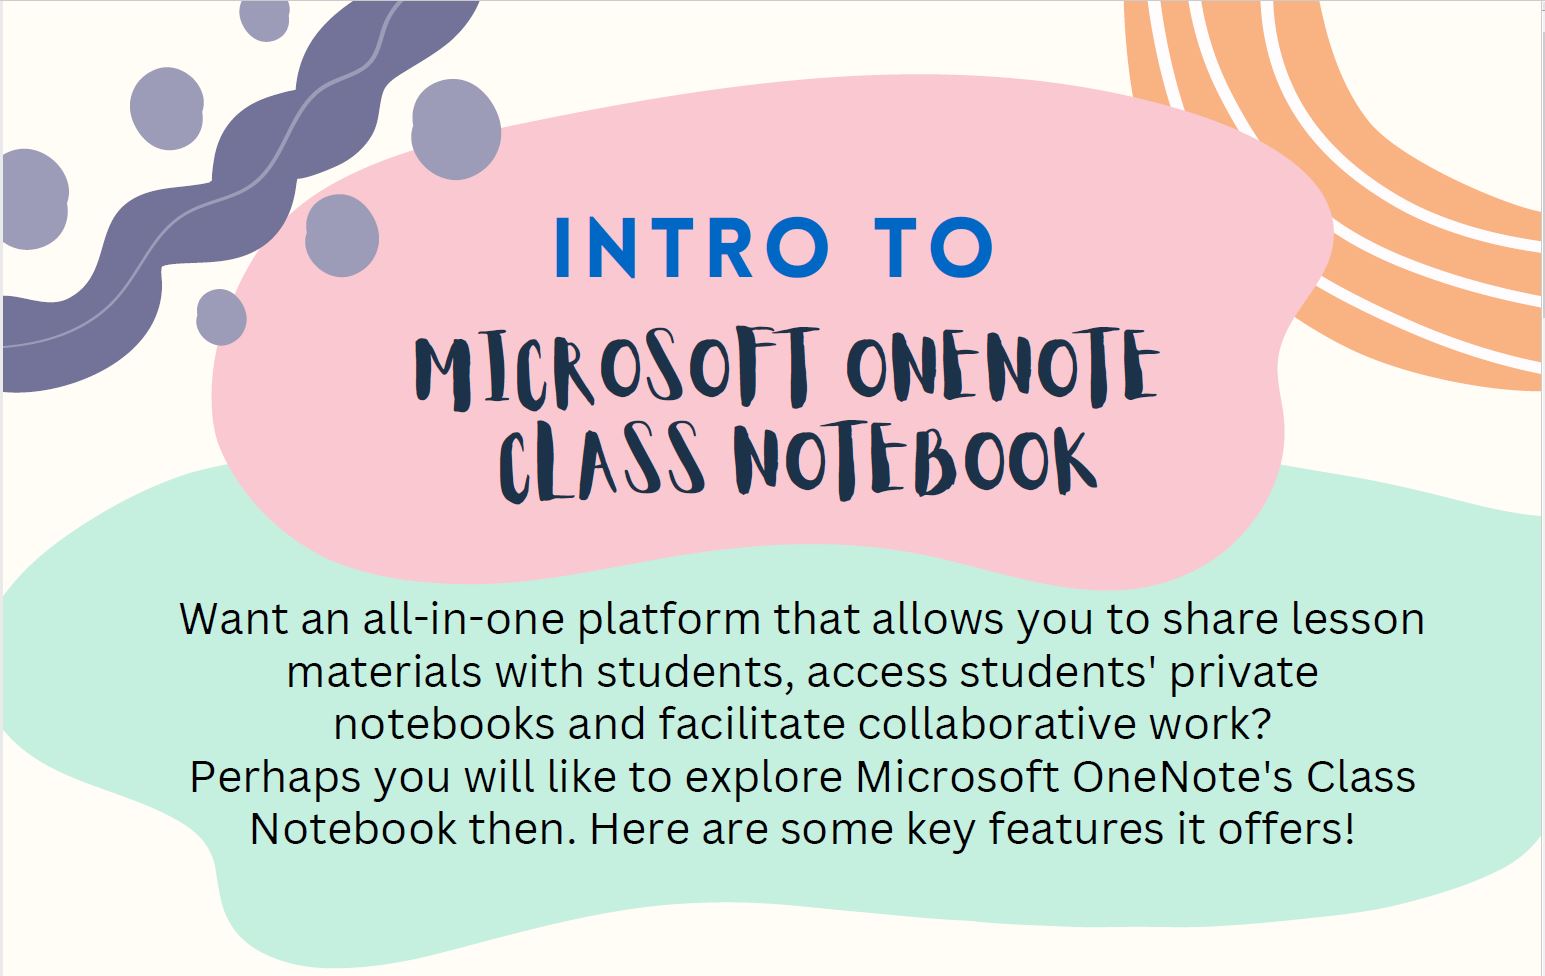 INTRO TO
MICROSOFT ONENOTE
CLASS NOTEBOOK
Want an all-in-one platform that allows you to share lesson
materials with students, access students' private
notebooks and facilitate collaborative work?
Perhaps you will like to explore Microsoft OneNote's Class
Notebook then. Here are some key features it offers!